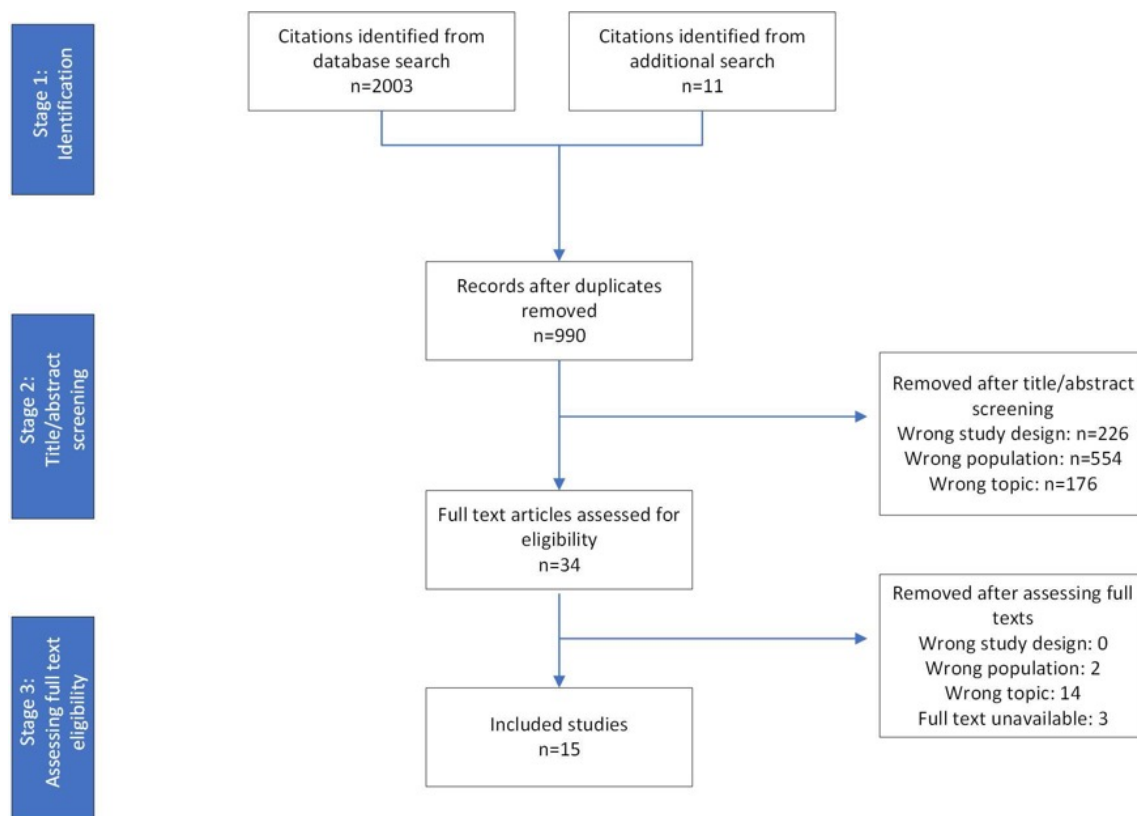 Stage 1:
Identification
Citations identified from
database search
n=2003
Citations identified from
additional search
n=11
Records after duplicates
removed
n=990
Stage 2:
Title/abstract
screening
Removed after title/abstract
screening
Wrong study design: n=226
Wrong population: n=554
Wrong topic: n=176
Full text articles assessed for
eligibility
n=34
Stage 3:
Assessing full text
eligibility
Removed after assessing full
texts
Wrong study design: 0
Wrong population: 2
Wrong topic: 14
Full text unavailable: 3
Included studies
n=15